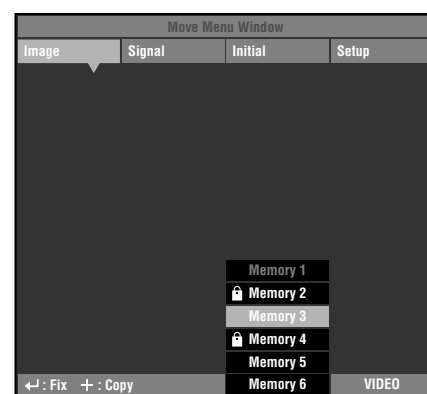 Move Menu Window
Image Signal Initial Setup
Memory 1
Memory 2
Memory 3
Memory 4
Memory 5
↵ : Fix + : Copy Memory 6 VIDEO